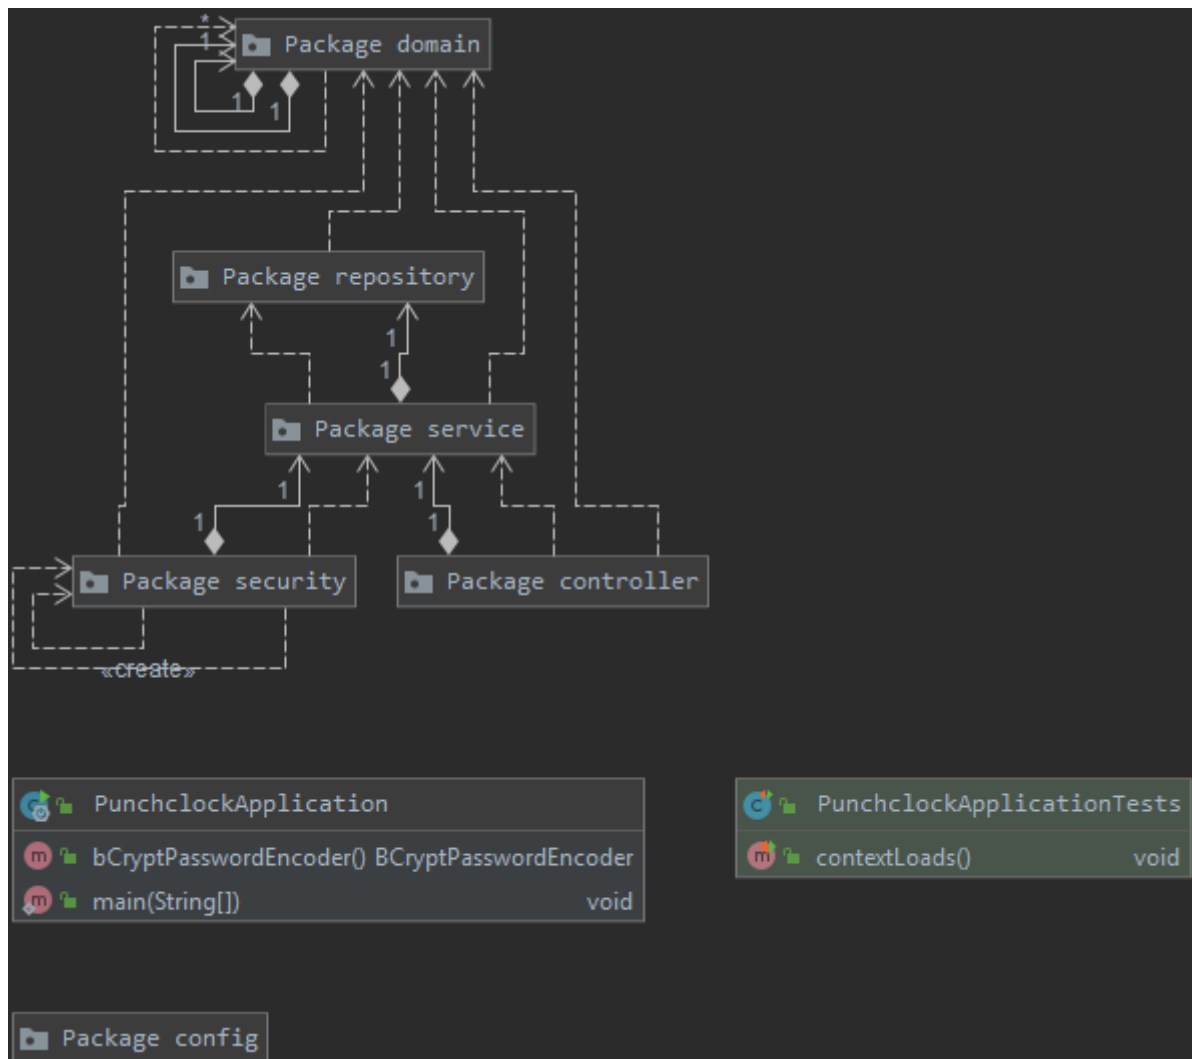 *
1
Package domain
1
1
Package repository
1
1
Package service
1
1
1
1
Package security
Package controller
«create»
PunchclockApplication
bCryptPasswordEncoder() BCryptPasswordEncoder
main(String[]) void
PunchclockApplicationTests
contextLoads() void
Package config